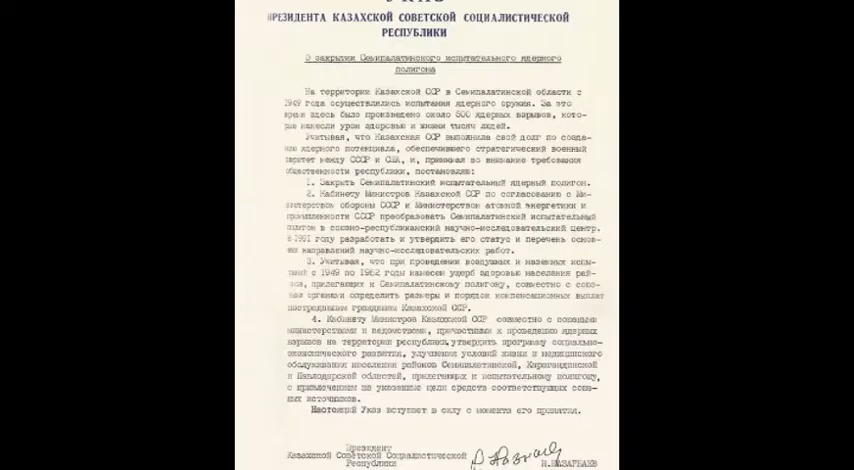 УКАЗ
ПРЕЗИДЕНТА КАЗАХСКОЙ СОВЕТСКОЙ СОЦИАЛИСТИЧЕСКОЙ
РЕСПУБЛИКИ
О закрытии Семипалатинского испытательного ядерного
полигона
На территории Казахской ССР в Семипалатинской области с
1949 года осуществлялись испытания ядерного оружия. За это
время здесь было произведено около 500 ядерных взрывов, кото-
рые нанесли урон здоровью и жизни тысяч людей.
Учитывая, что Казахская ССР выполнила свой долг по созда-
нию ядерного потенциала, обеспечившего стратегический военный
паритет между СССР и США, и, принимая во внимание требования
общественности республики, постановляю:
1. Закрыть Семипалатинский испытательный ядерный полигон.
2. Кабинету Министров Казахской ССР по согласованию с Ми-
нистерством обороны СССР и Министерством атомной энергетики и
промышленности СССР преобразовать Семипалатинский испытательный
полигон в союзно-республиканский научно-исследовательский центр.
В 1991 году разработать и утвердить его статус и перечень основ-
ных направлений научно-исследовательских работ.
3. Учитывая, что при проведении воздушных и наземных испы-
таний с 1949 по 1962 годы нанесен ущерб здоровью населения рай-
онов, прилегающих к Семипалатинскому полигону, совместно с союз-
ными органами определить размеры и порядок компенсационных выплат
пострадавшим гражданам Казахской ССР.
4. Кабинету Министров Казахской ССР совместно с союзными
министерствами и ведомствами, причастными к проведению ядерных
взрывов на территории республики, утвердить программу социально-
экономического развития, улучшения условий жизни и медицинского
обслуживания населения районов Семипалатинской, Карагандинской
и Павлодарской областей, прилегающих к испытательному полигону,
с привлечением на указанные цели средств соответствующих союз-
ных источников.
Настоящий Указ вступает в силу с момента его принятия.
Президент
Казахской Советской Социалистической
Республики Н.НАЗАРБАЕВ